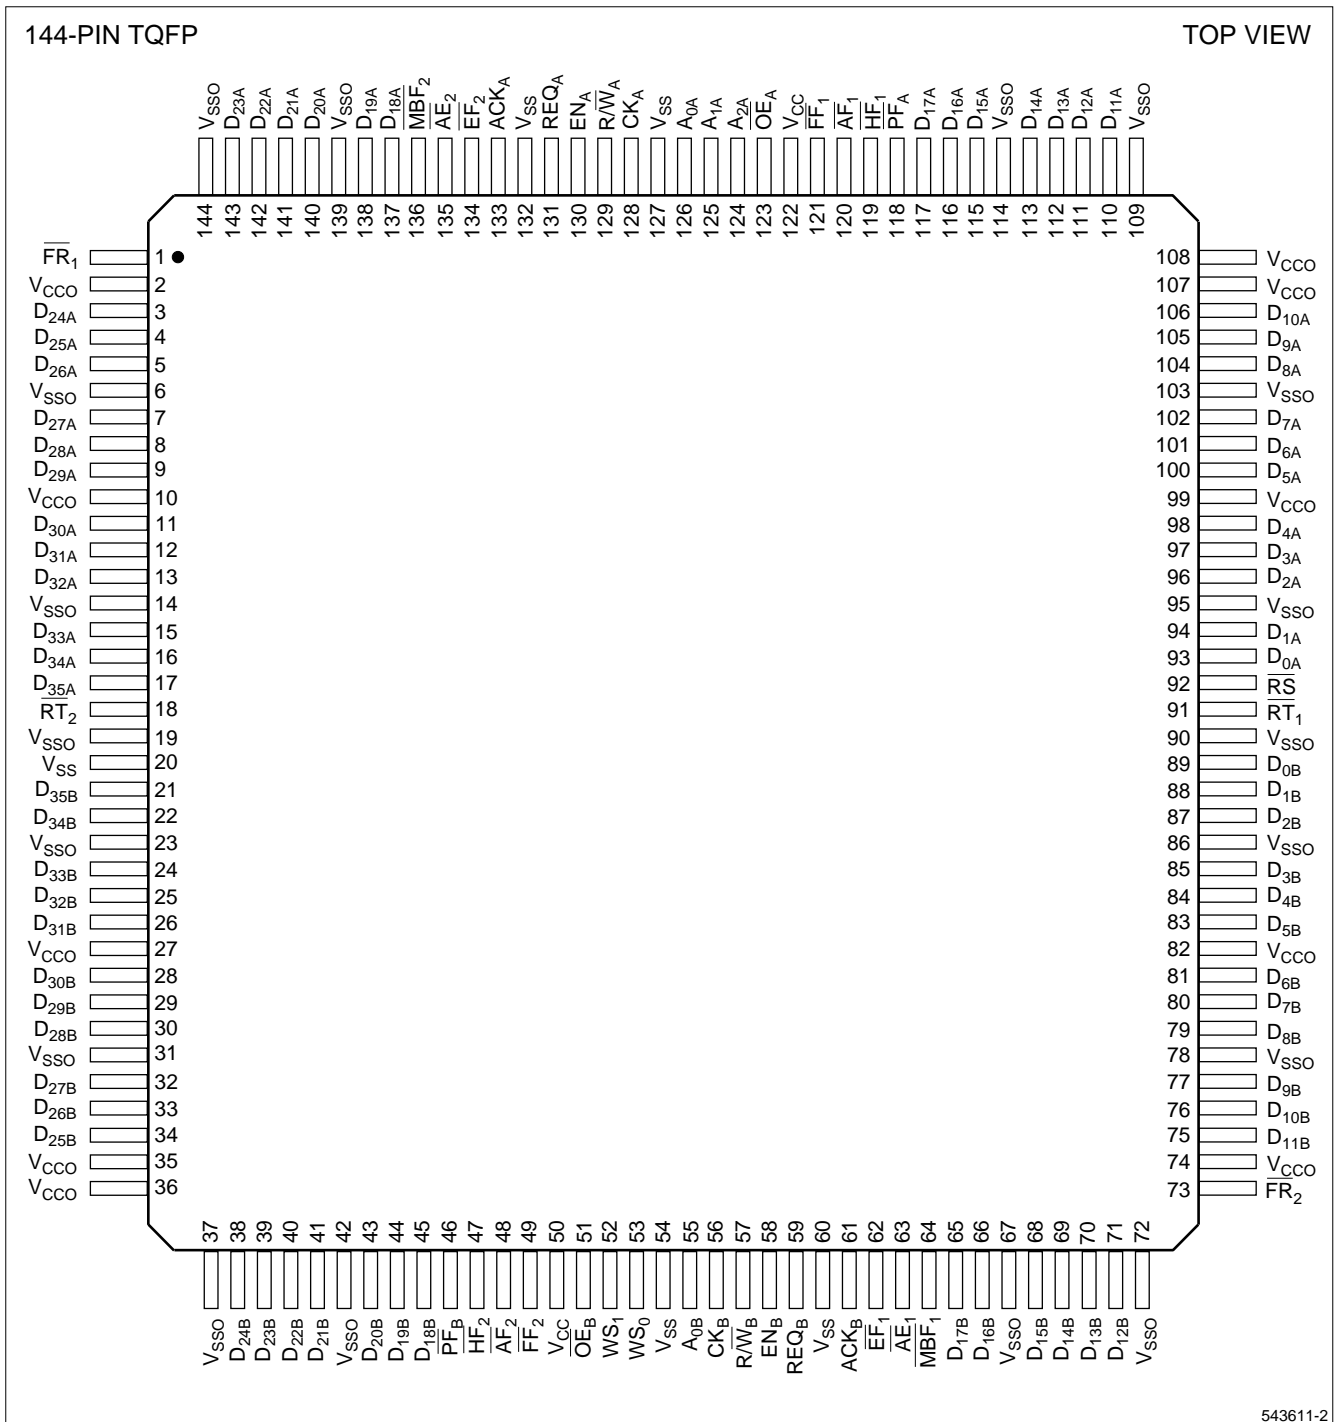 144-PIN TQFP
TOP VIEW
VSSO
D23A
D22A
D21A
D20A
VSSO
D19A
D18A
MBF2
AE2
EF2
ACKA
VSS
REQA
ENA
R/WA
CKA
VSS
A0A
A1A
A2A
OEA
VCC
FF1
AF1
HF1
PFA
D17A
D16A
D15A
VSSO
D14A
D13A
D12A
D11A
VSSO
144
143
142
141
140
139
138
137
136
135
134
133
132
131
130
129
128
127
126
125
124
123
122
121
120
119
118
117
116
115
114
113
112
111
110
109
FR1 1
VCCO 2
D24A 3
D25A 4
D26A 5
VSSO 6
D27A 7
D28A 8
D29A 9
VCCO 10
D30A 11
D31A 12
D32A 13
VSSO 14
D33A 15
D34A 16
D35A 17
RT2 18
VSSO 19
VSS 20
D35B 21
D34B 22
VSSO 23
D33B 24
D32B 25
D31B 26
VCCO 27
D30B 28
D29B 29
D28B 30
VSSO 31
D27B 32
D26B 33
D25B 34
VCCO 35
VCCO 36
108 VCCO
107 VCCO
106 D10A
105 D9A
104 D8A
103 VSSO
102 D7A
101 D6A
100 D5A
99 VCCO
98 D4A
97 D3A
96 D2A
95 VSSO
94 D1A
93 D0A
92 RS
91 RT1
90 VSSO
89 D0B
88 D1B
87 D2B
86 VSSO
85 D3B
84 D4B
83 D5B
82 VCCO
81 D6B
80 D7B
79 D8B
78 VSSO
77 D9B
76 D10B
75 D11B
74 VCCO
73 FR2
37
38
39
40
41
42
43
44
45
46
47
48
49
50
51
52
53
54
55
56
57
58
59
60
61
62
63
64
65
66
67
68
69
70
71
72
VSSO
D24B
D23B
D22B
D21B
VSSO
D20B
D19B
D18B
PFB
HF2
AF2
FF2
VCC
OEB
WS1
WS0
VSS
A0B
CKB
R/WB
ENB
REQB
VSS
ACKB
EF1
AE1
MBF1
D17B
D16B
VSSO
D15B
D14B
D13B
D12B
VSSO
543611-2